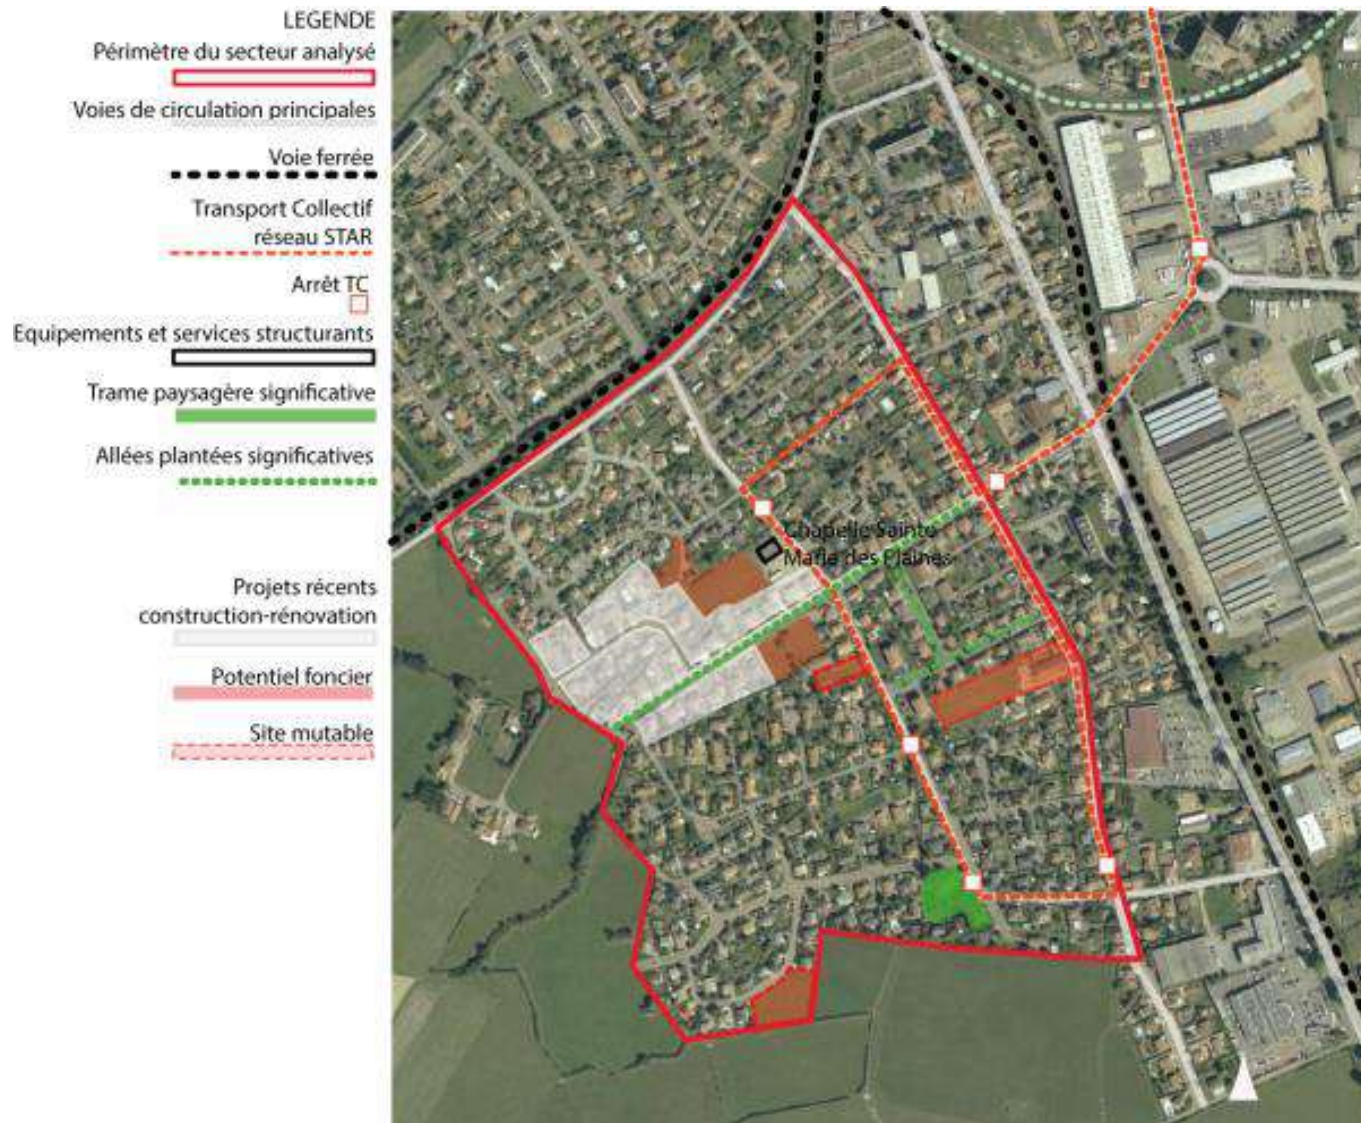 LEGENDE
Périmètre du secteur analysé
Voies de circulation principales
Voie ferrée
Transport Collectif
réseau STAR
Arrêt TC
Equipements et services structurants
Trame paysagère significative
Allées plantées significatives
Projets récents
construction-rénovation
Potentiel foncier
Site mutable
Chapelle Sainte
Marie des Plaines